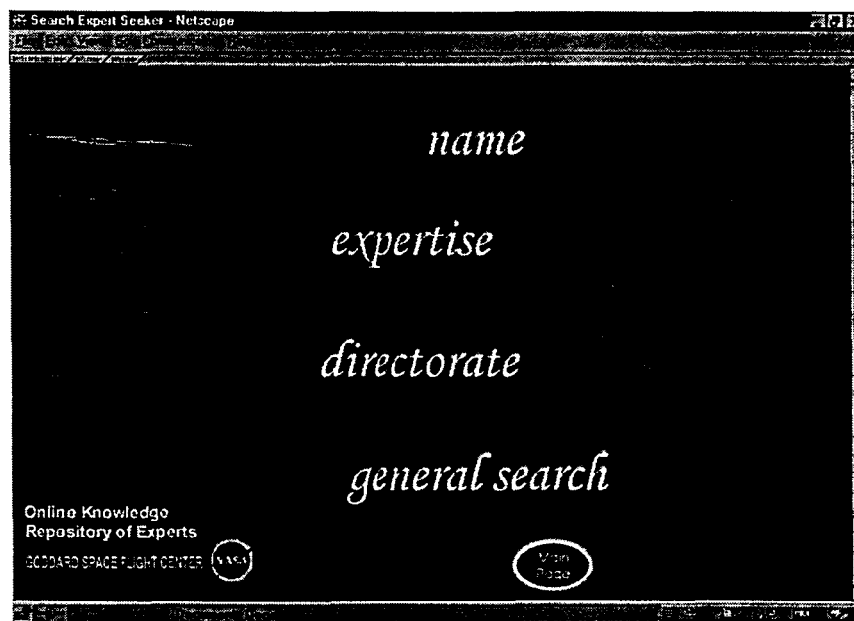 Search Expert Seeker - Netscape
name
expertise
directorate
general search
Online Knowledge
Repository of Experts
GODDARD SPACE FLIGHT CENTER
NASA
Main
Page